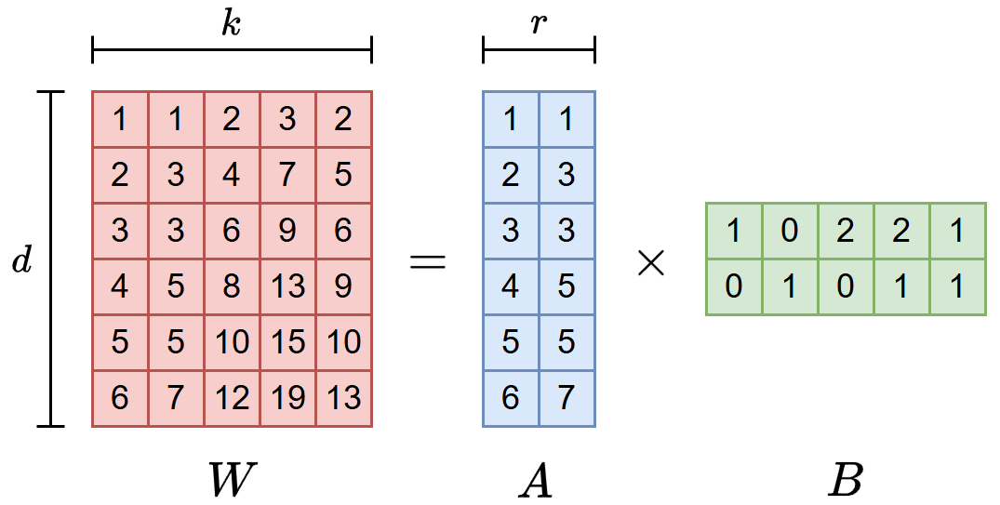 k r
1 1 2 3 2 1 1
2 3 4 7 5 2 3
3 3 6 9 6 3 3 1 0 2 2 1
d = ×
4 5 8 13 9 4 5 0 1 0 1 1
5 5 10 15 10 5 5
6 7 12 19 13 6 7
W A B